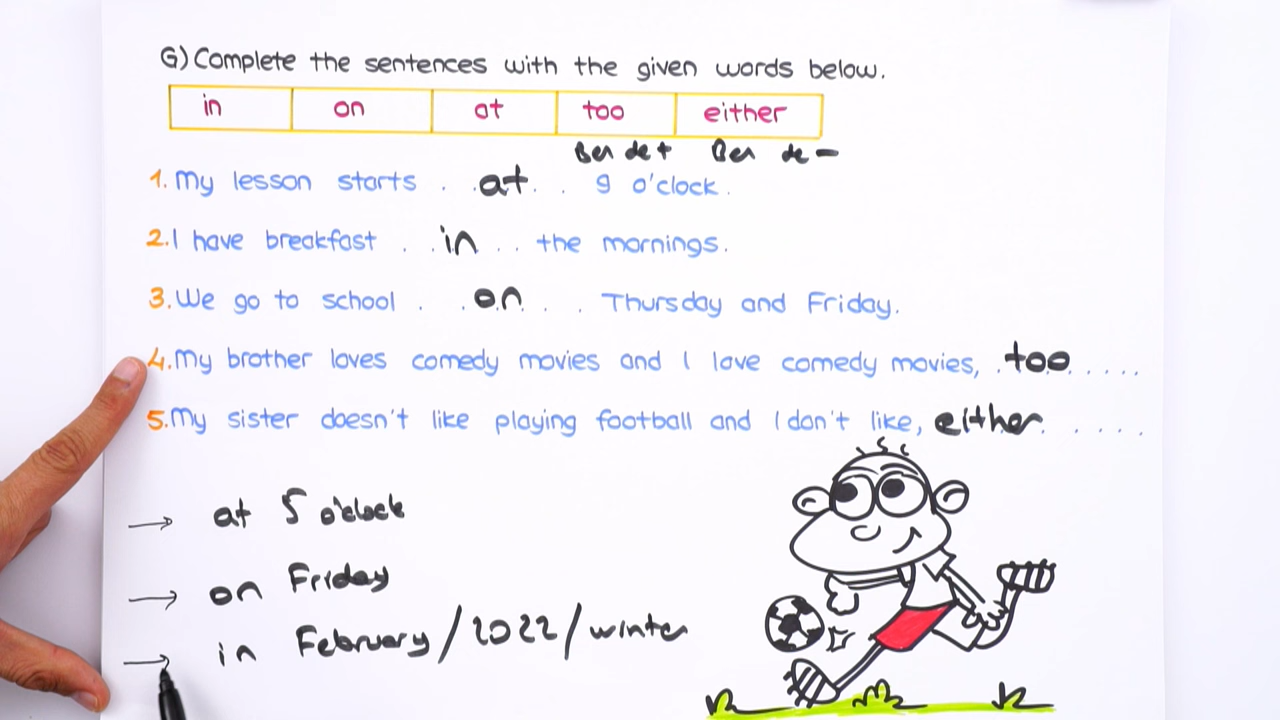 G) Complete the sentences with the given words below.
in on at too either
Ben de + Ben de -
1. My lesson starts . . at . . 9 o'clock.
2. I have breakfast . . in . . the mornings.
3. We go to school . . on . . Thursday and Friday.
4. My brother loves comedy movies and I love comedy movies, . too . . . . .
5. My sister doesn't like playing football and I don't like, either . . . . .
→ at 5 o'clock
→ on Friday
→ in February / 2022 / winter